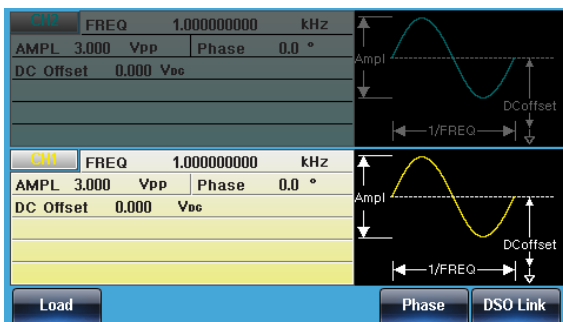 CH2 FREQ 1.000000000 kHz
AMPL 3.000 Vpp Phase 0.0 °
DC Offset 0.000 VDC
Ampl
DCoffset
1/FREQ
CH1 FREQ 1.000000000 kHz
AMPL 3.000 Vpp Phase 0.0 °
DC Offset 0.000 VDC
Ampl
DCoffset
1/FREQ
Load Phase DSO Link